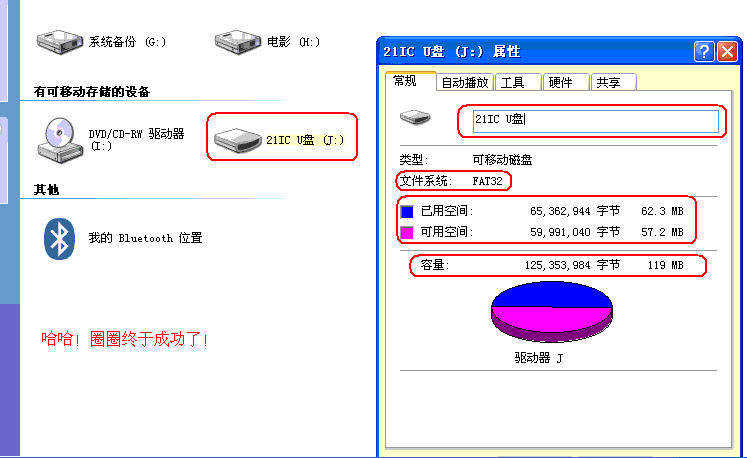 系统备份 (G:)
电影 (H:)
有可移动存储的设备
DVD/CD-RW 驱动器
(I:)
21IC U盘 (J:)
其他
我的 Bluetooth 位置
哈哈！圈圈终于成功了！
21IC U盘 (J:) 属性
常规 自动播放 工具 硬件 共享
21IC U盘
类型: 可移动磁盘
文件系统: FAT32
已用空间: 65,362,944 字节 62.3 MB
可用空间: 59,991,040 字节 57.2 MB
容量: 125,353,984 字节 119 MB
驱动器 J